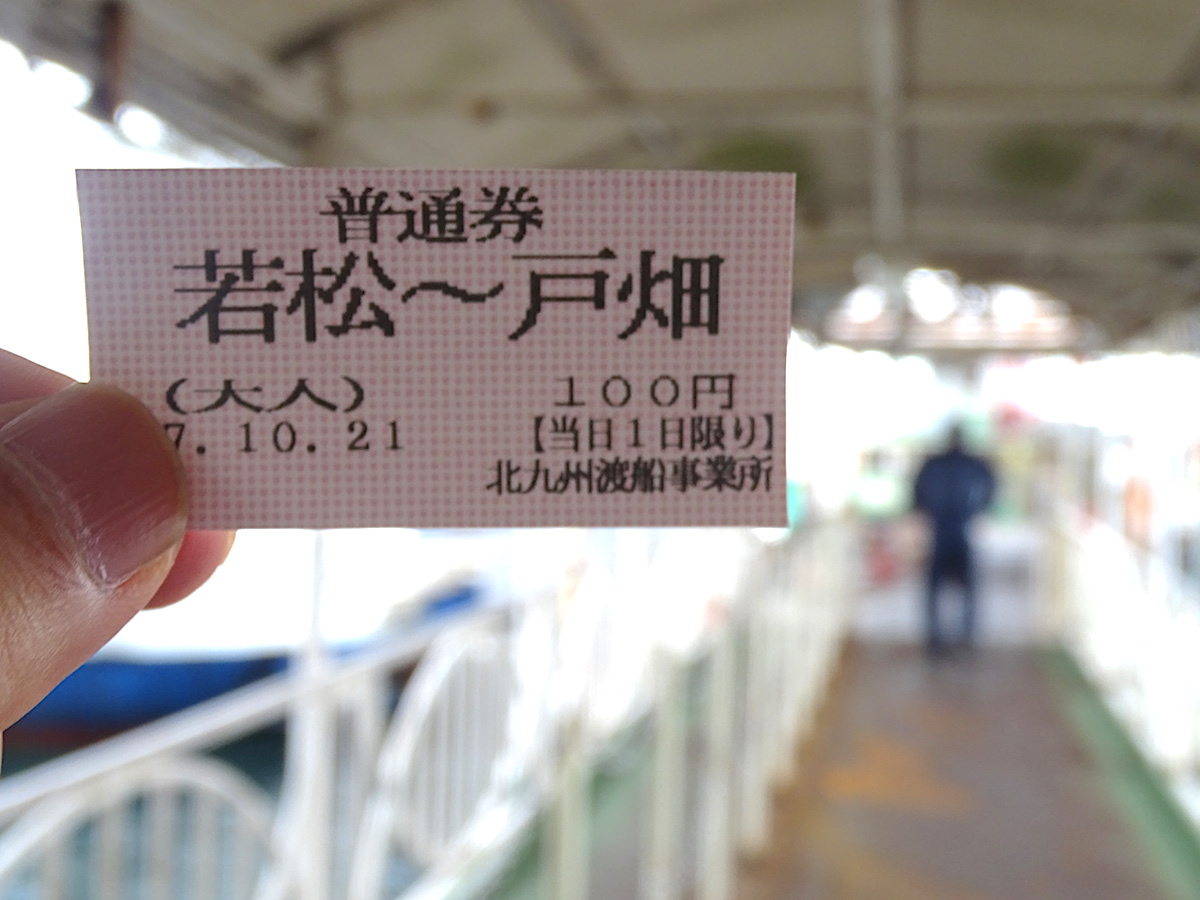 普通券
若松～戸畑
（大人） １００円
7.10.21 【当日１日限り】
北九州渡船事業所